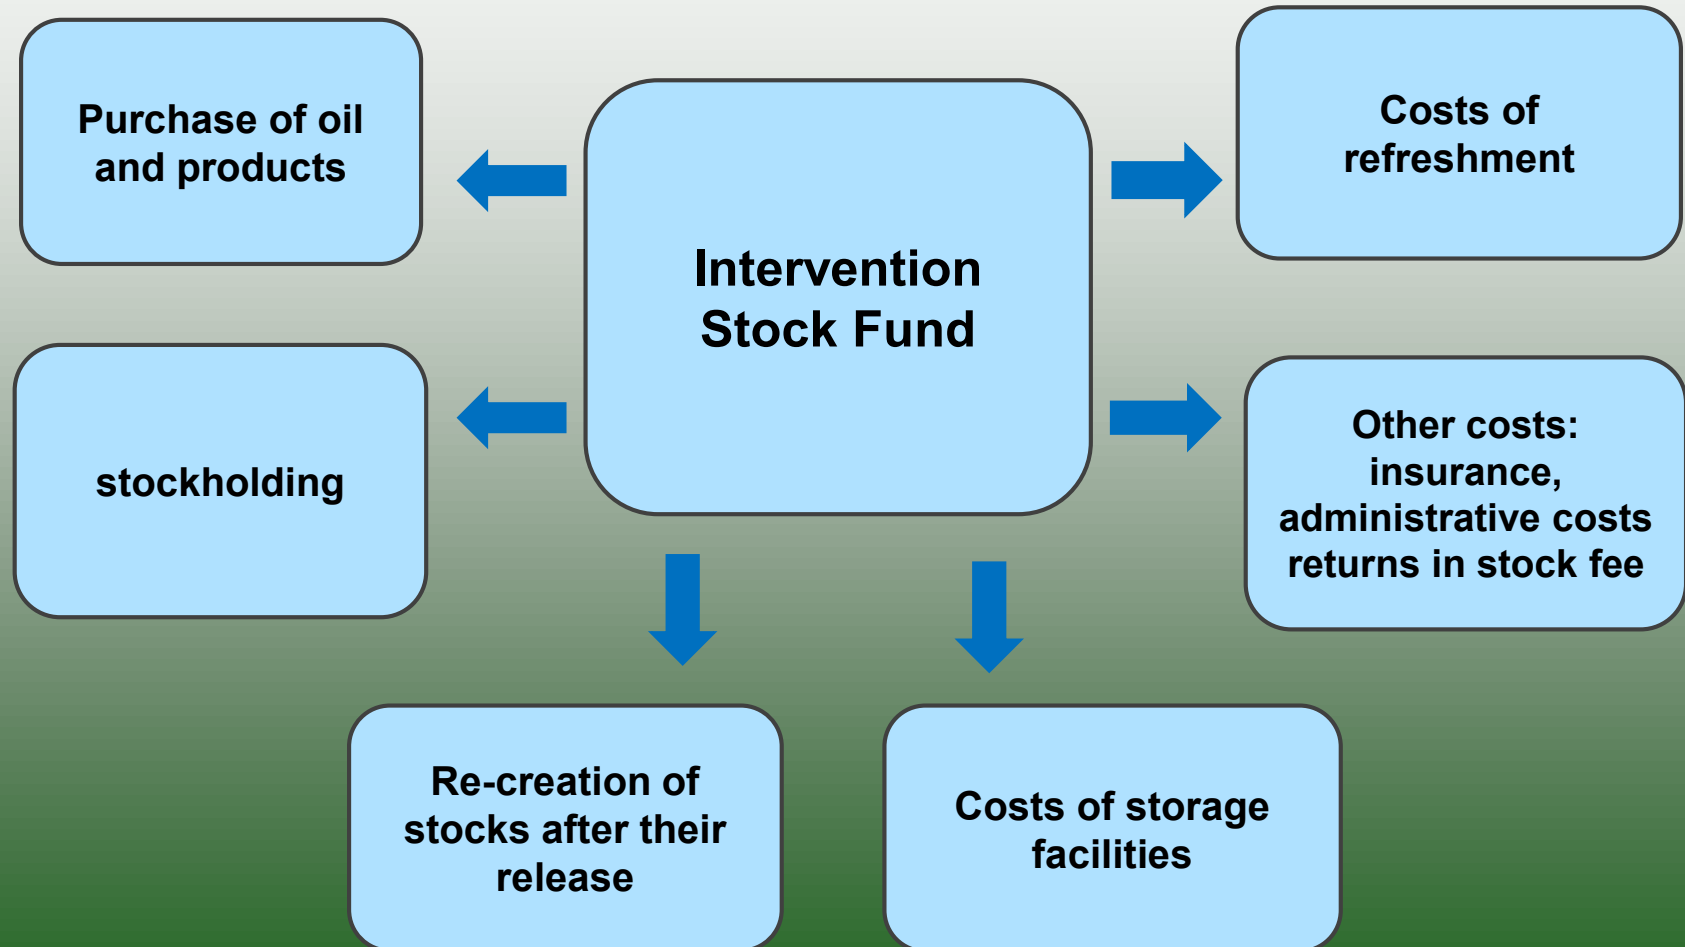 Purchase of oil
and products
Intervention
Stock Fund
Costs of
refreshment
stockholding
Other costs:
insurance,
administrative costs
returns in stock fee
Re-creation of
stocks after their
release
Costs of storage
facilities